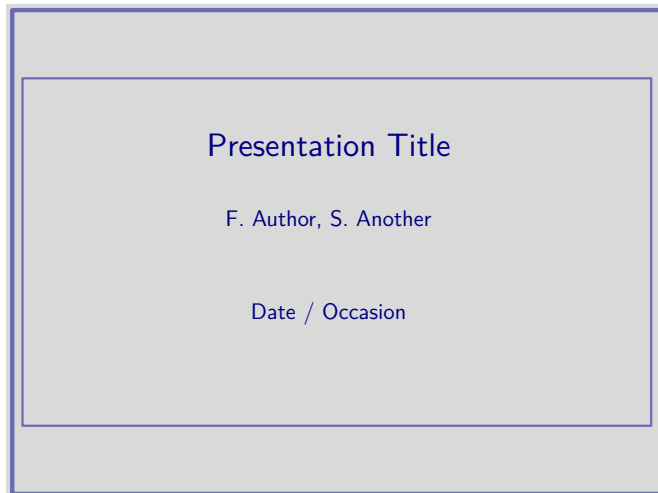 Presentation Title
F. Author, S. Another
Date / Occasion